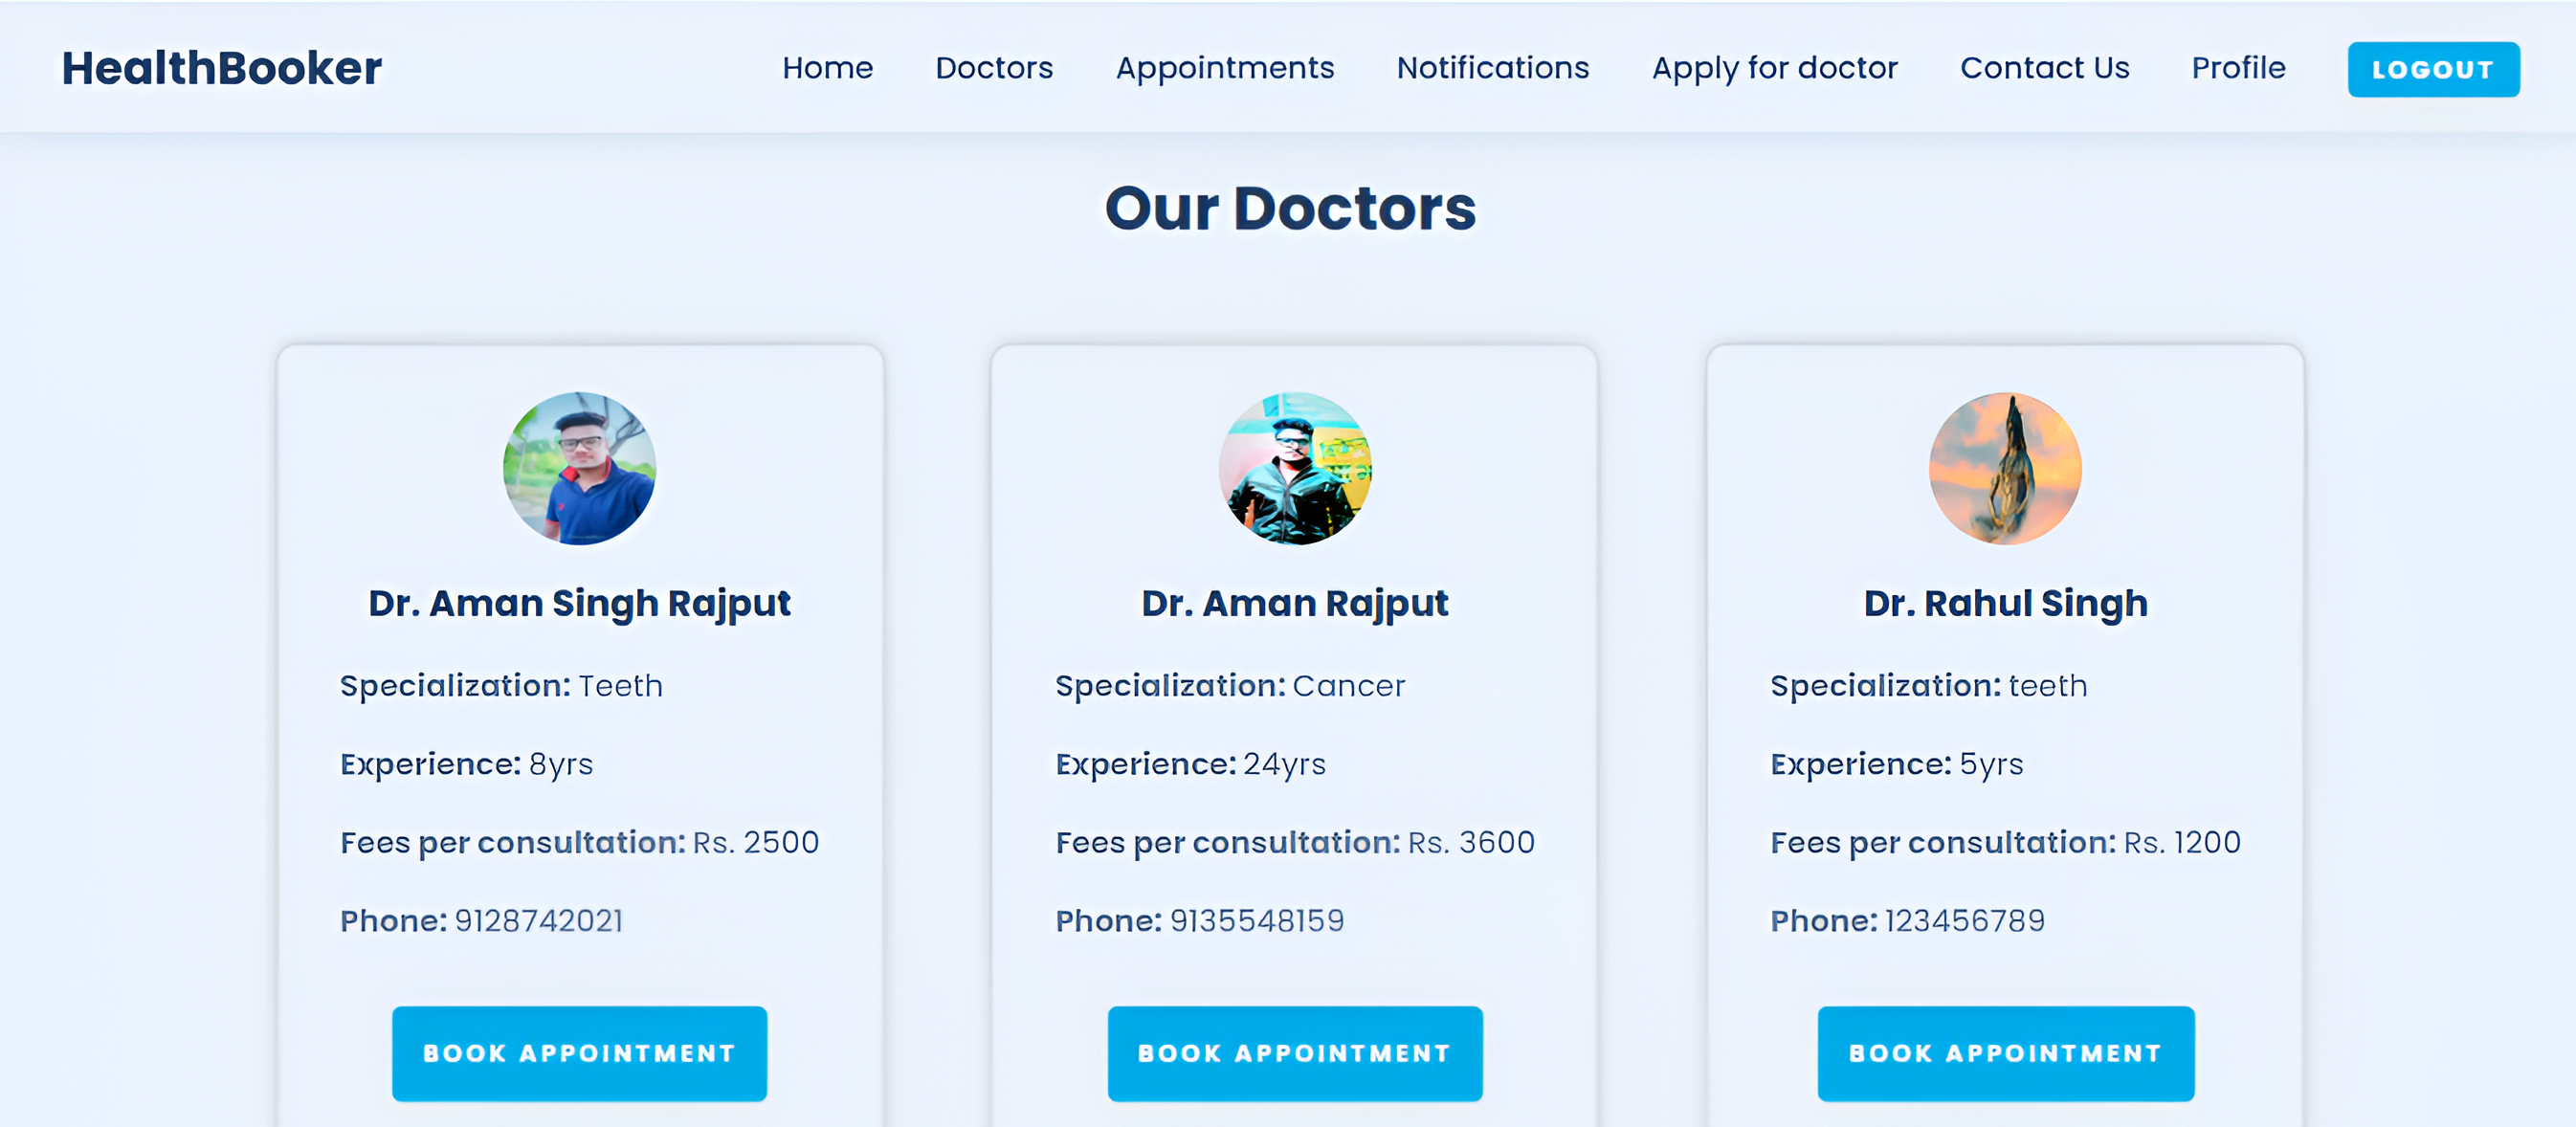 HealthBooker
Home
Doctors
Appointments
Notifications
Apply for doctor
Contact Us
Profile
LOGOUT
Our Doctors
Dr. Aman Singh Rajput
Specialization: Teeth
Experience: 8yrs
Fees per consultation: Rs. 2500
Phone: 9128742021
BOOK APPOINTMENT
Dr. Aman Rajput
Specialization: Cancer
Experience: 24yrs
Fees per consultation: Rs. 3600
Phone: 9135548159
BOOK APPOINTMENT
Dr. Rahul Singh
Specialization: teeth
Experience: 5yrs
Fees per consultation: Rs. 1200
Phone: 123456789
BOOK APPOINTMENT